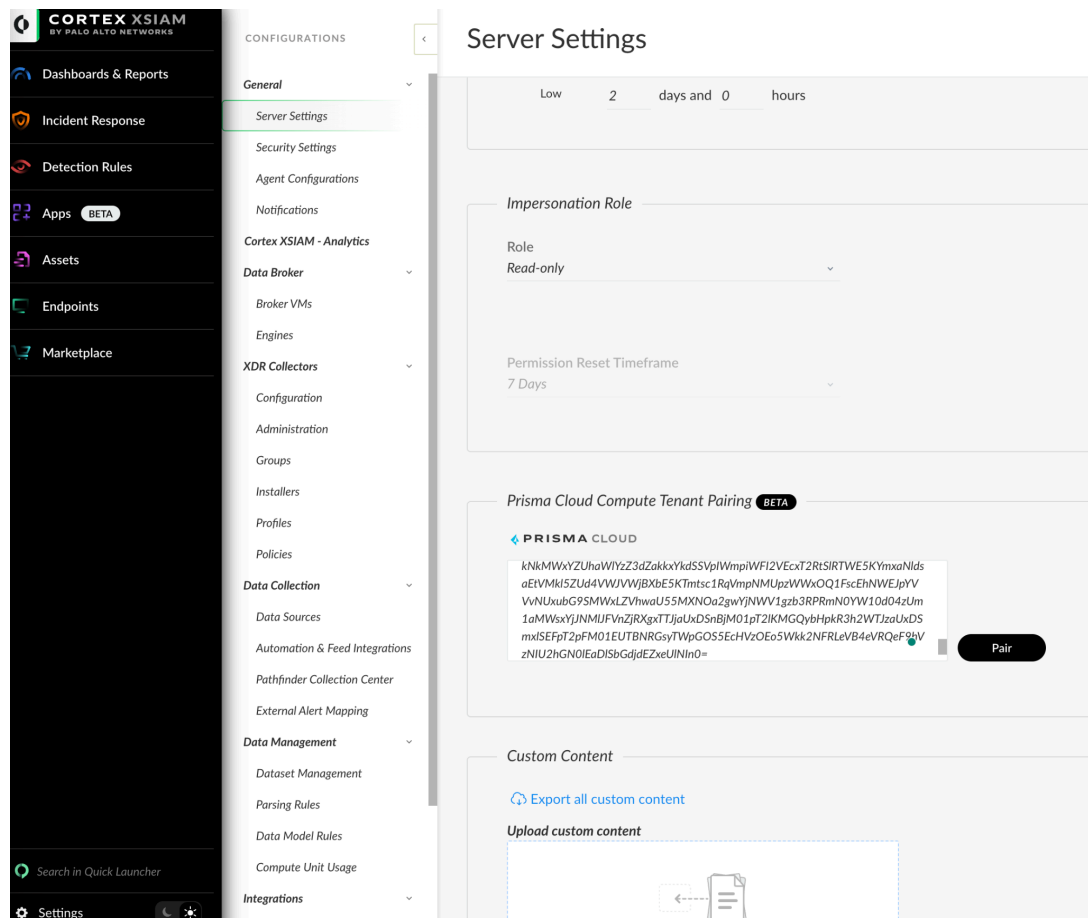 CORTEX XSIAM
BY PALO ALTO NETWORKS
Dashboards & Reports
Incident Response
Detection Rules
Apps BETA
Assets
Endpoints
Marketplace
Search in Quick Launcher
Settings
CONFIGURATIONS
General
Server Settings
Security Settings
Agent Configurations
Notifications
Cortex XSIAM - Analytics
Data Broker
Broker VMs
Engines
XDR Collectors
Configuration
Administration
Groups
Installers
Profiles
Policies
Data Collection
Data Sources
Automation & Feed Integrations
Pathfinder Collection Center
External Alert Mapping
Data Management
Dataset Management
Parsing Rules
Data Model Rules
Compute Unit Usage
Integrations
Server Settings
Low 2 days and 0 hours
Impersonation Role
Role
Read-only
Permission Reset Timeframe
7 Days
Prisma Cloud Compute Tenant Pairing BETA
PRISMA CLOUD
Pair
Custom Content
Export all custom content
Upload custom content